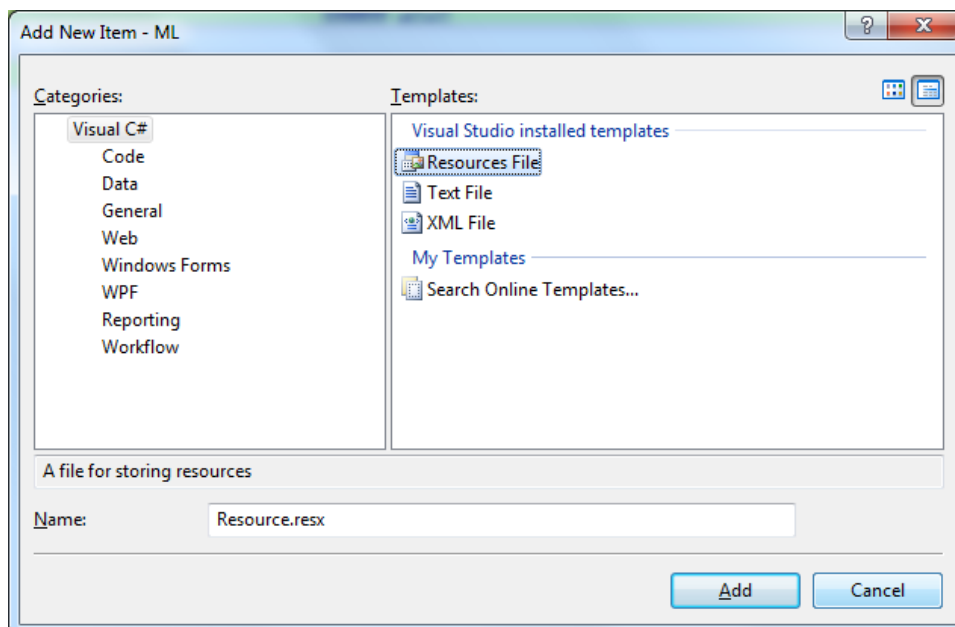 Add New Item - ML
Categories:
Templates:
Visual C#
Code
Data
General
Web
Windows Forms
WPF
Reporting
Workflow
Visual Studio installed templates
Resources File
Text File
XML File
My Templates
Search Online Templates...
A file for storing resources
Name:
Resource.resx
Add
Cancel